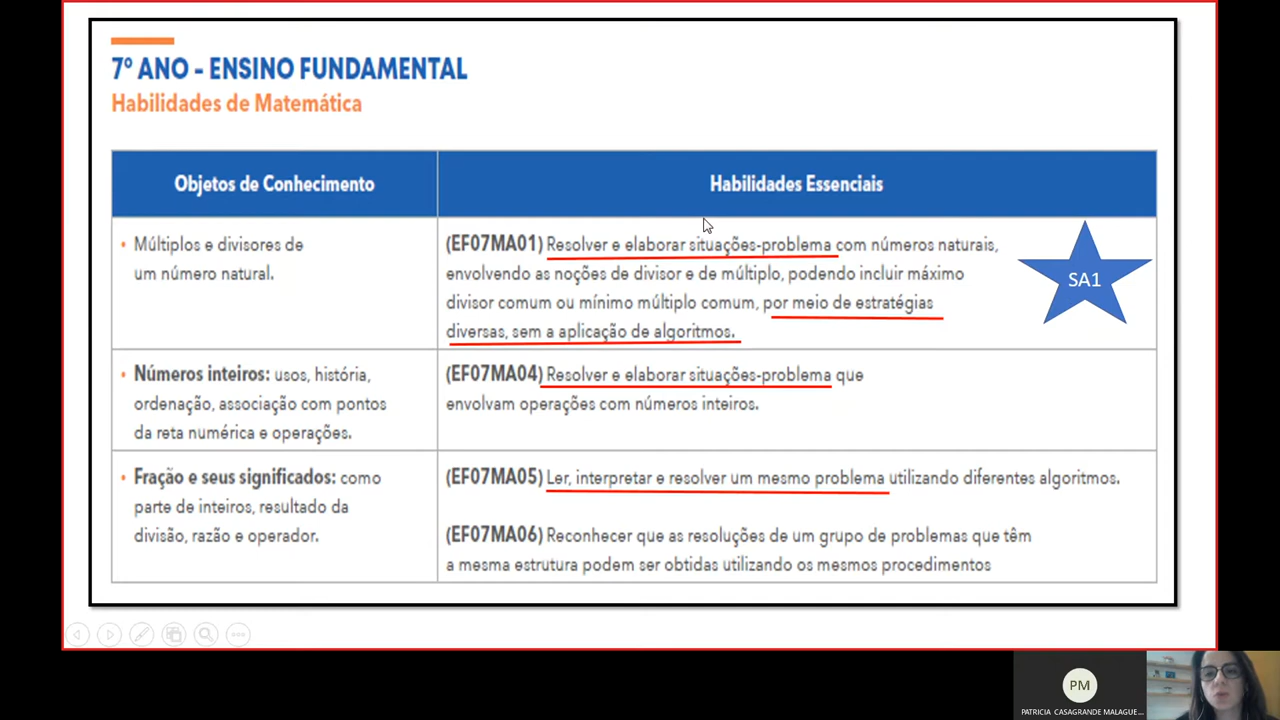 7º ANO - ENSINO FUNDAMENTAL
Habilidades de Matemática
Objetos de Conhecimento
Habilidades Essenciais
• Múltiplos e divisores de
um número natural.
(EF07MA01) Resolver e elaborar situações-problema com números naturais,
envolvendo as noções de divisor e de múltiplo, podendo incluir máximo
divisor comum ou mínimo múltiplo comum, por meio de estratégias
diversas, sem a aplicação de algoritmos.
SA1
• Números inteiros: usos, história,
ordenação, associação com pontos
da reta numérica e operações.
(EF07MA04) Resolver e elaborar situações-problema que
envolvam operações com números inteiros.
• Fração e seus significados: como
parte de inteiros, resultado da
divisão, razão e operador.
(EF07MA05) Ler, interpretar e resolver um mesmo problema utilizando diferentes algoritmos.
(EF07MA06) Reconhecer que as resoluções de um grupo de problemas que têm
a mesma estrutura podem ser obtidas utilizando os mesmos procedimentos
PM
PATRICIA CASAGRANDE MALAGUE...